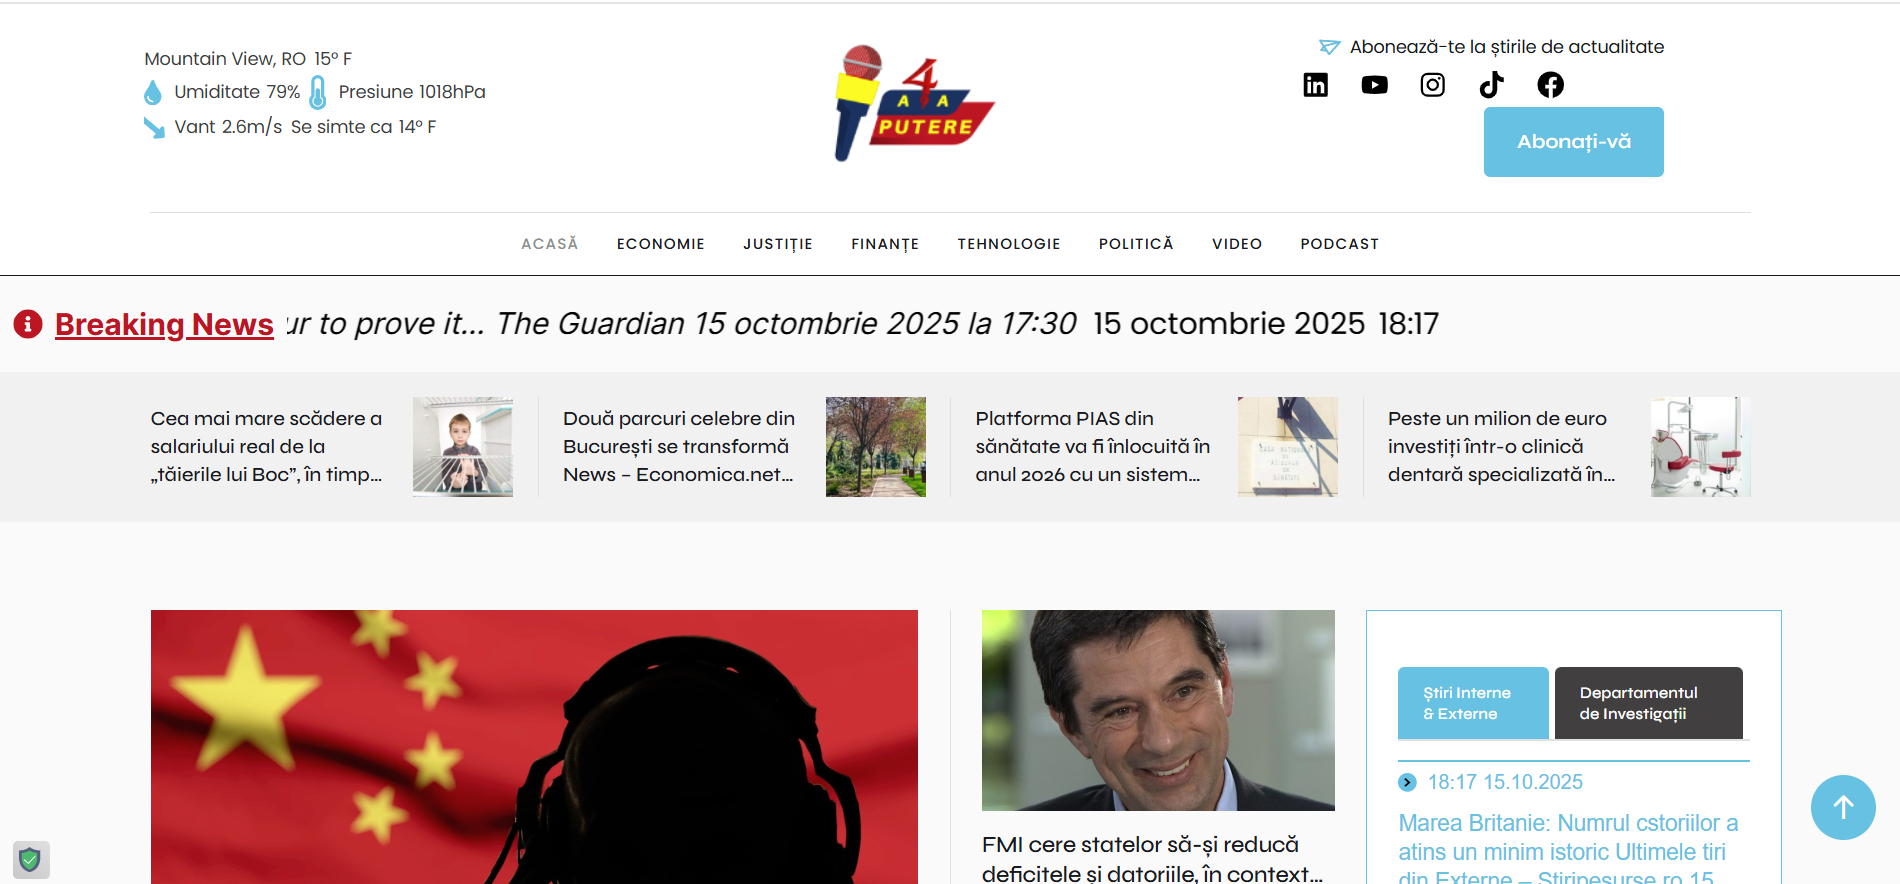 Mountain View, RO 15° F
Umiditate 79% Presiune 1018hPa
Vant 2.6m/s Se simte ca 14° F
A 4 A
PUTERE
Abonează-te la știrile de actualitate
Abonați-vă
ACASĂ ECONOMIE JUSTIȚIE FINANȚE TEHNOLOGIE POLITICĂ VIDEO PODCAST
Breaking News ur to prove it... The Guardian 15 octombrie 2025 la 17:30 15 octombrie 2025 18:17
Cea mai mare scădere a
salariului real de la
„tăierile lui Boc”, în timp...
Două parcuri celebre din
București se transformă
News – Economica.net...
Platforma PIAS din
sănătate va fi înlocuită în
anul 2026 cu un sistem...
Peste un milion de euro
investiți într-o clinică
dentară specializată în...
FMI cere statelor să-și reducă
deficitele și datoriile, în context...
Știri Interne
& Externe
Departamentul
de Investigații
18:17 15.10.2025
Marea Britanie: Numrul cstoriilor a
atins un minim istoric Ultimele tiri
din Externe – Stiripesurse.ro 15